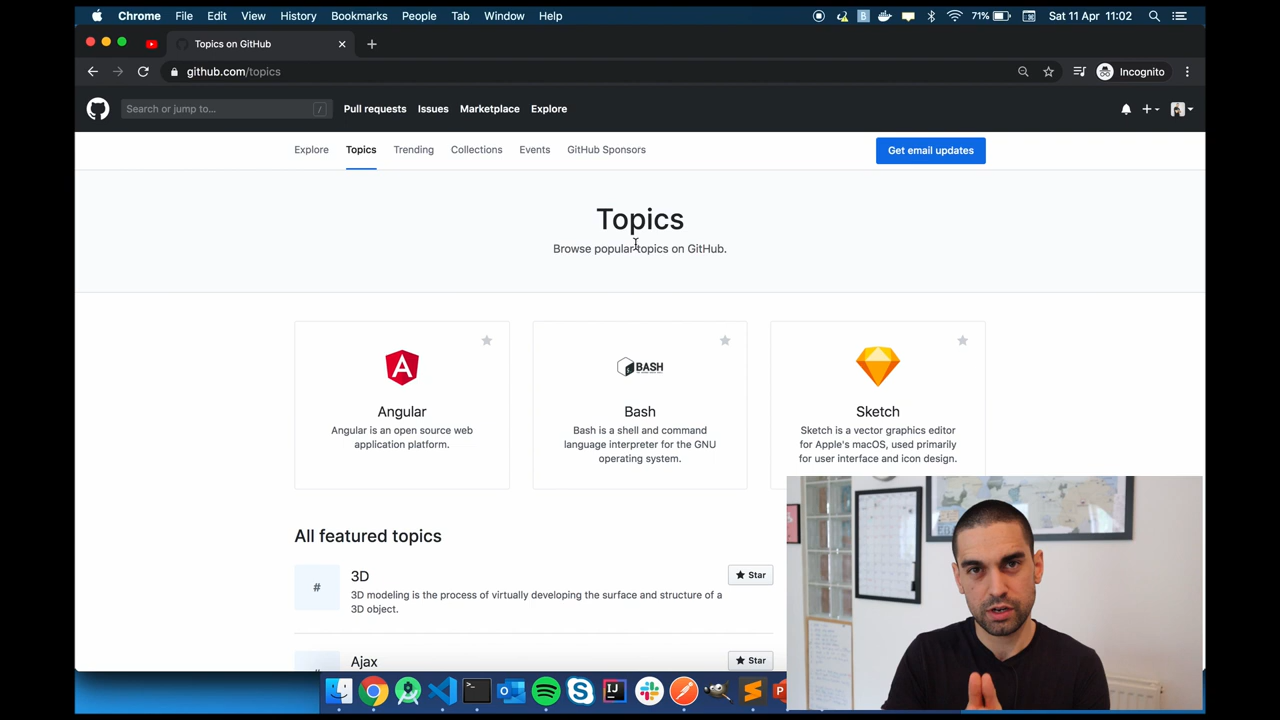 Chrome File Edit View History Bookmarks People Tab Window Help 71% Sat 11 Apr 11:02
Topics on GitHub
github.com/topics Incognito
Search or jump to... / Pull requests Issues Marketplace Explore
Explore Topics Trending Collections Events GitHub Sponsors Get email updates
Topics
Browse popular topics on GitHub.
BASH
Angular
Angular is an open source web
application platform.
Bash
Bash is a shell and command
language interpreter for the GNU
operating system.
Sketch
Sketch is a vector graphics editor
for Apple's macOS, used primarily
for user interface and icon design.
All featured topics
# 3D Star
3D modeling is the process of virtually developing the surface and structure of a
3D object.
Ajax Star